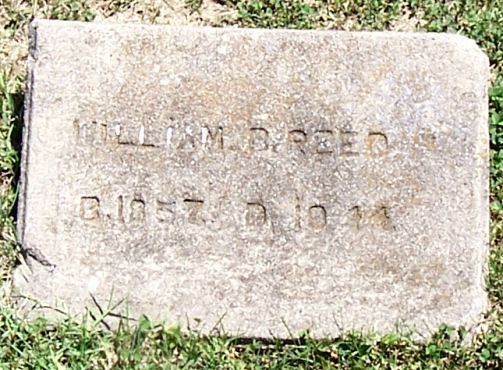 WILLIAM B. REED
B. 1857 D. 1944